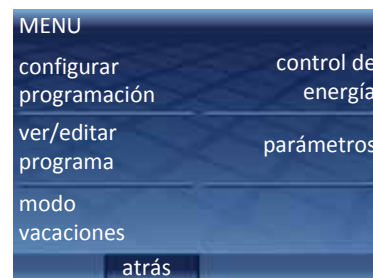 MENU
configurar
programación
control de
energía
ver/editar
programa
parámetros
modo
vacaciones
atrás